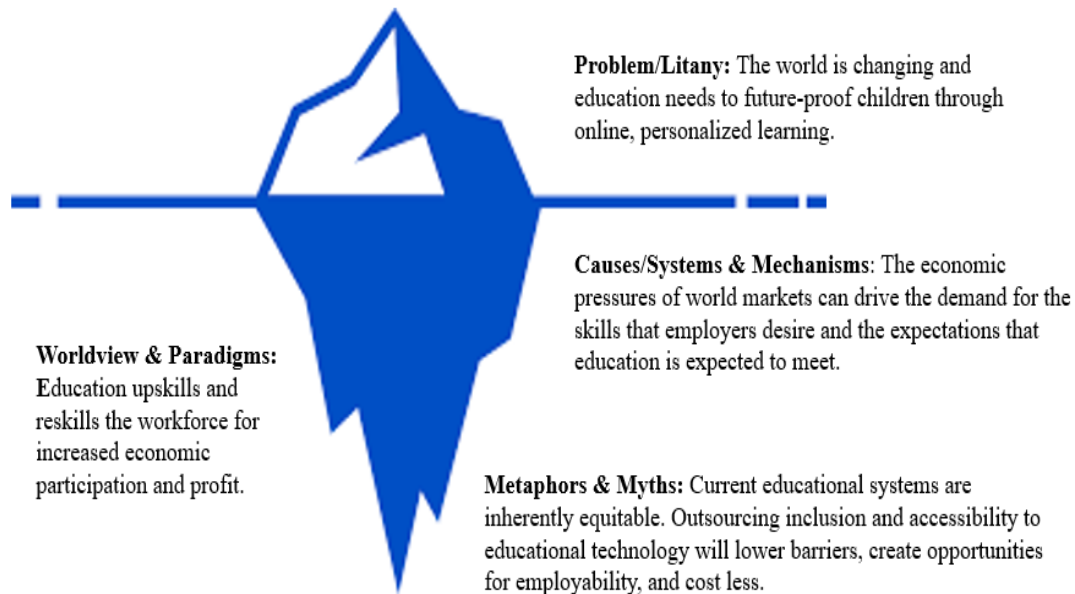 Problem/Litany: The world is changing and
education needs to future-proof children through
online, personalized learning.
Causes/Systems & Mechanisms: The economic
pressures of world markets can drive the demand for the
skills that employers desire and the expectations that
education is expected to meet.
Worldview & Paradigms:
Education upskills and
reskills the workforce for
increased economic
participation and profit.
Metaphors & Myths: Current educational systems are
inherently equitable. Outsourcing inclusion and accessibility to
educational technology will lower barriers, create opportunities
for employability, and cost less.